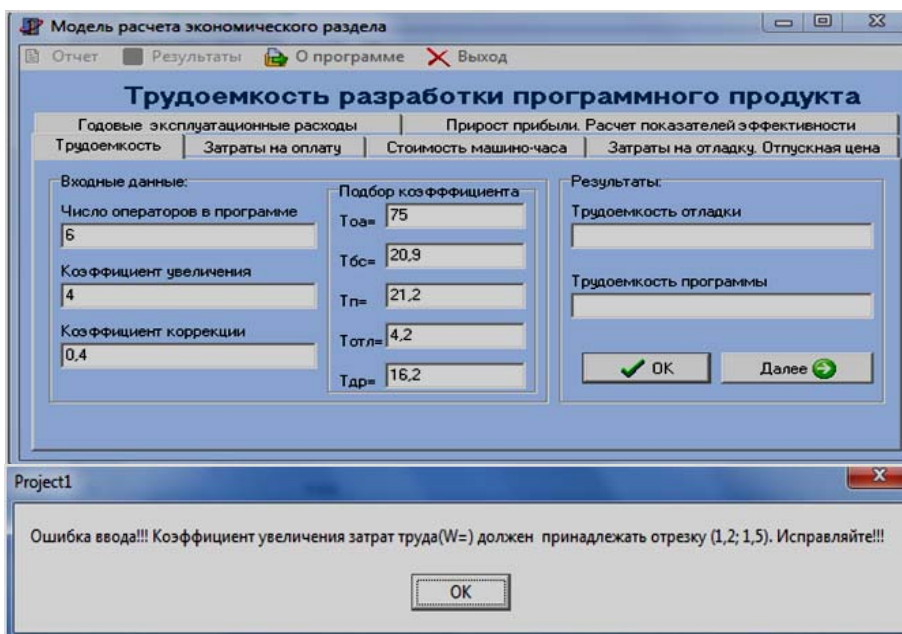 Модель расчета экономического раздела
Отчет Результаты О программе Выход
Трудоемкость разработки программного продукта
Годовые эксплуатационные расходы Прирост прибыли. Расчет показателей эффективности
Трудоемкость Затраты на оплату Стоимость машино-часа Затраты на отладку. Отпускная цена
Входные данные:
Число операторов в программе
6
Коэффициент увеличения
4
Коэффициент коррекции
0,4
Подбор коэфффициента
Тоа= 75
Тбс= 20,9
Тп= 21,2
Тотл= 4,2
Тдр= 16,2
Результаты:
Трудоемкость отладки
Трудоемкость программы
OK Далее
Project1
Ошибка ввода!!! Коэффициент увеличения затрат труда(W=) должен принадлежать отрезку (1,2; 1,5). Исправляйте!!!
OK